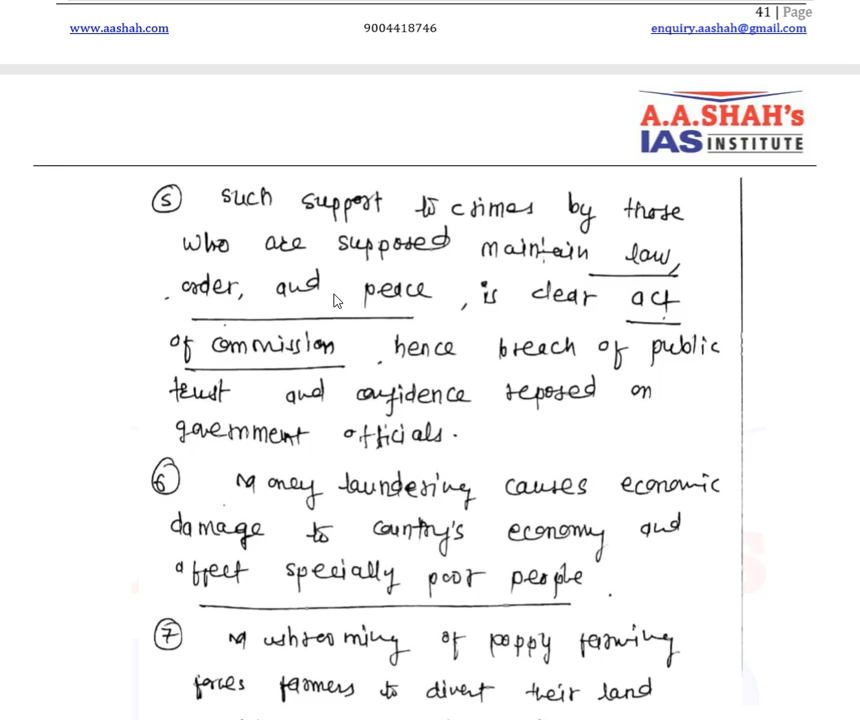 41 | Page
www.aashah.com 9004418746 enquiry.aashah@gmail.com
A.A.SHAH's
IAS INSTITUTE
⑤ such support to crimes by those
who are supposed maintain law,
order, and peace, is clear act
of commission. hence breach of public
trust and confidence reposed on
government officials.
⑥ Money laundering causes economic
damage to country's economy and
affect specially poor people.
⑦ Mushrooming of poppy farming
forces farmers to divert their land